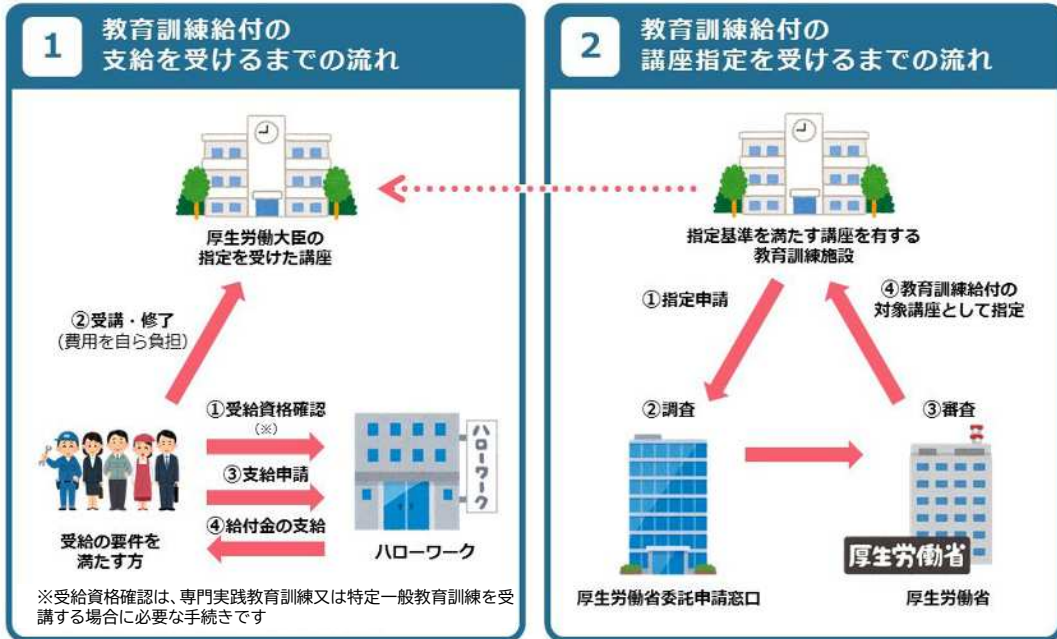 1
教育訓練給付の
支給を受けるまでの流れ
厚生労働大臣の
指定を受けた講座
②受講・修了
(費用を自ら負担)
①受給資格確認
(※)
③支給申請
④給付金の支給
受給の要件を
満たす方
ハローワーク
ハローワーク
※受給資格確認は、専門実践教育訓練又は特定一般教育訓練を受
講する場合に必要な手続きです
2
教育訓練給付の
講座指定を受けるまでの流れ
指定基準を満たす講座を有する
教育訓練施設
①指定申請
④教育訓練給付の
対象講座として指定
②調査
③審査
厚生労働省
厚生労働省委託申請窓口
厚生労働省